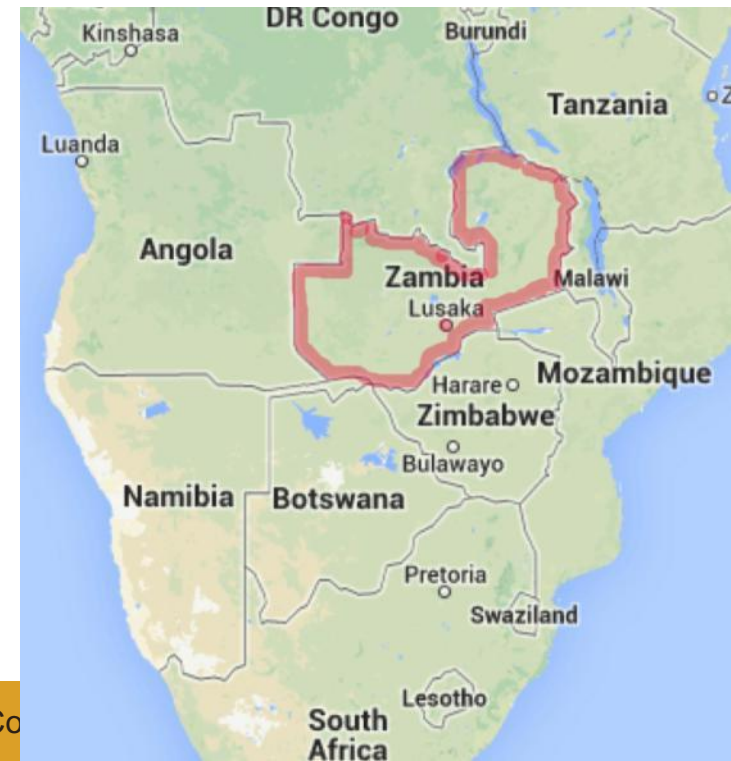 DR Congo
Kinshasa
Burundi
Tanzania
Luanda
Angola
Zambia
Malawi
Lusaka
Harare
Mozambique
Zimbabwe
Bulawayo
Namibia
Botswana
Pretoria
Swaziland
Lesotho
South
Africa